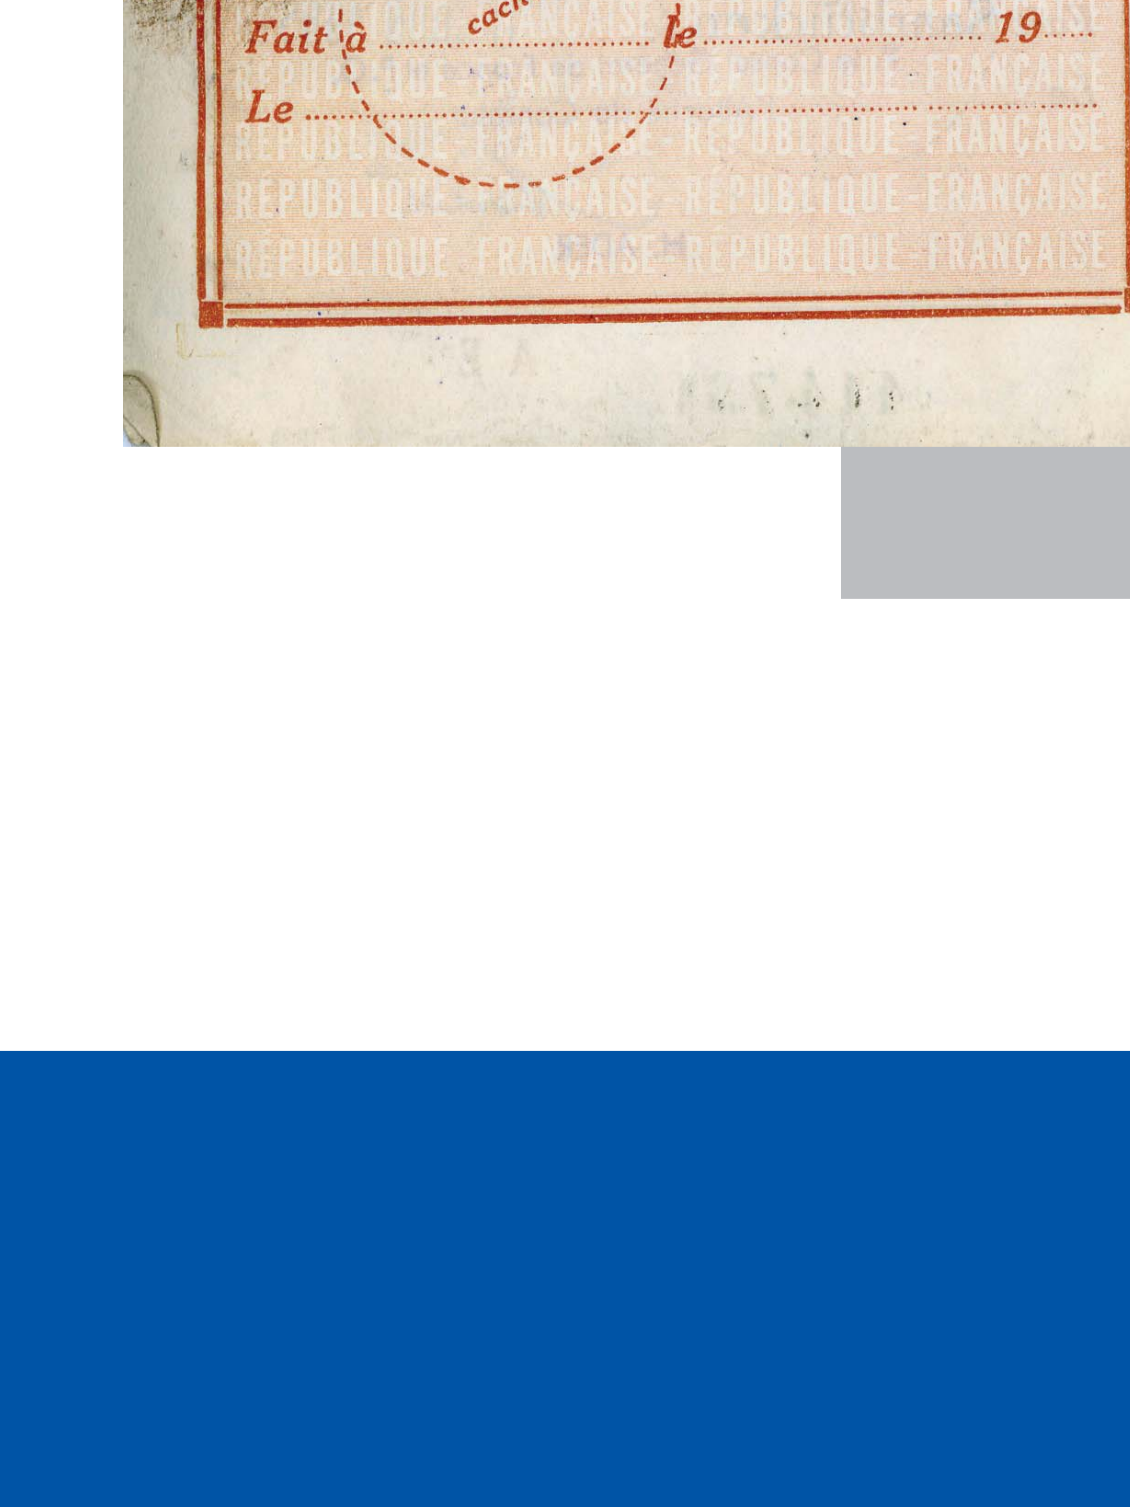 cach
Fait à ........ le ........ 19.....
Le ........
RÉPUBLIQUE-FRANÇAISE-RÉPUBLIQUE-FRANÇAISE
RÉPUBLIQUE-FRANÇAISE-RÉPUBLIQUE-FRANÇAISE
RÉPUBLIQUE-FRANÇAISE-RÉPUBLIQUE-FRANÇAISE
RÉPUBLIQUE-FRANÇAISE-RÉPUBLIQUE-FRANÇAISE